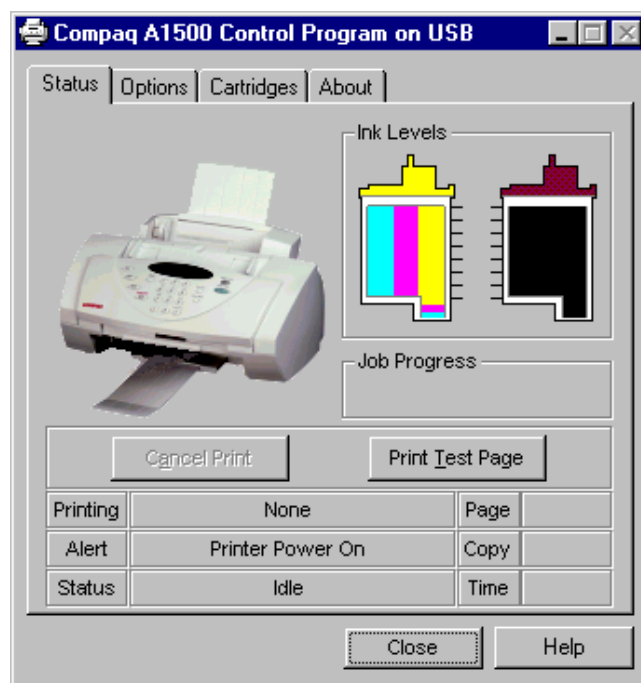 Compaq A1500 Control Program on USB
Status Options Cartridges About
Ink Levels
Job Progress
Cancel Print Print Test Page
Printing None Page
Alert Printer Power On Copy
Status Idle Time
Close Help